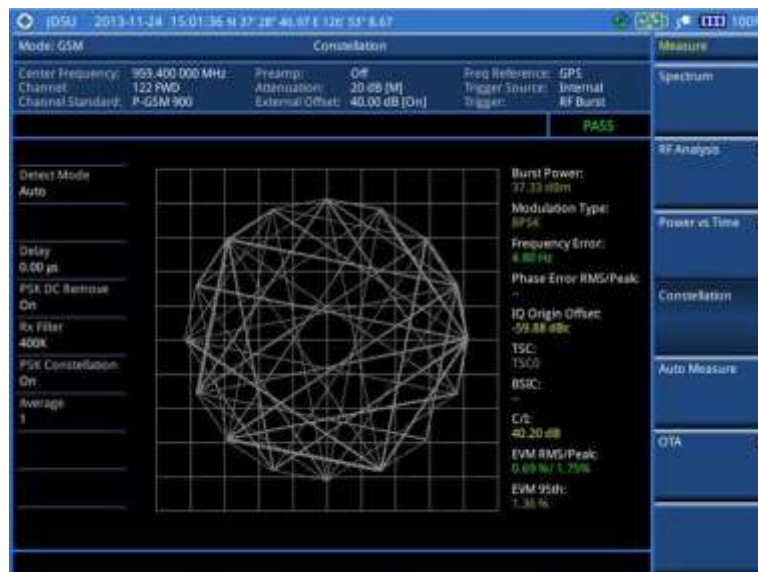 JDSU 2013-11-24 15:01:36 N 37° 28' 40.97 E 126° 53' 8.67 100%
Mode: GSM Constellation Measure
Center Frequency: 959.400 000 MHz Preamp: Off Freq Reference: GPS
Channel: 122 FWD Attenuation: 20 dB [M] Trigger Source: Internal
Channel Standard: P-GSM 900 External Offset: 40.00 dB [On] Trigger: RF Burst
PASS
Detect Mode
Auto
Delay
0.00 µs
PSK DC Remove
On
Rx Filter
400K
PSK Constellation
On
Average
1
Burst Power:
37.33 dBm
Modulation Type:
8PSK
Frequency Error:
4.80 Hz
Phase Error RMS/Peak:
--
IQ Origin Offset:
-59.88 dBc
TSC:
TSC0
BSIC:
--
C/I:
40.20 dB
EVM RMS/Peak:
0.69 %/ 1.75%
EVM 95th:
1.36 %
Spectrum
RF Analysis
Power vs Time
Constellation
Auto Measure
OTA